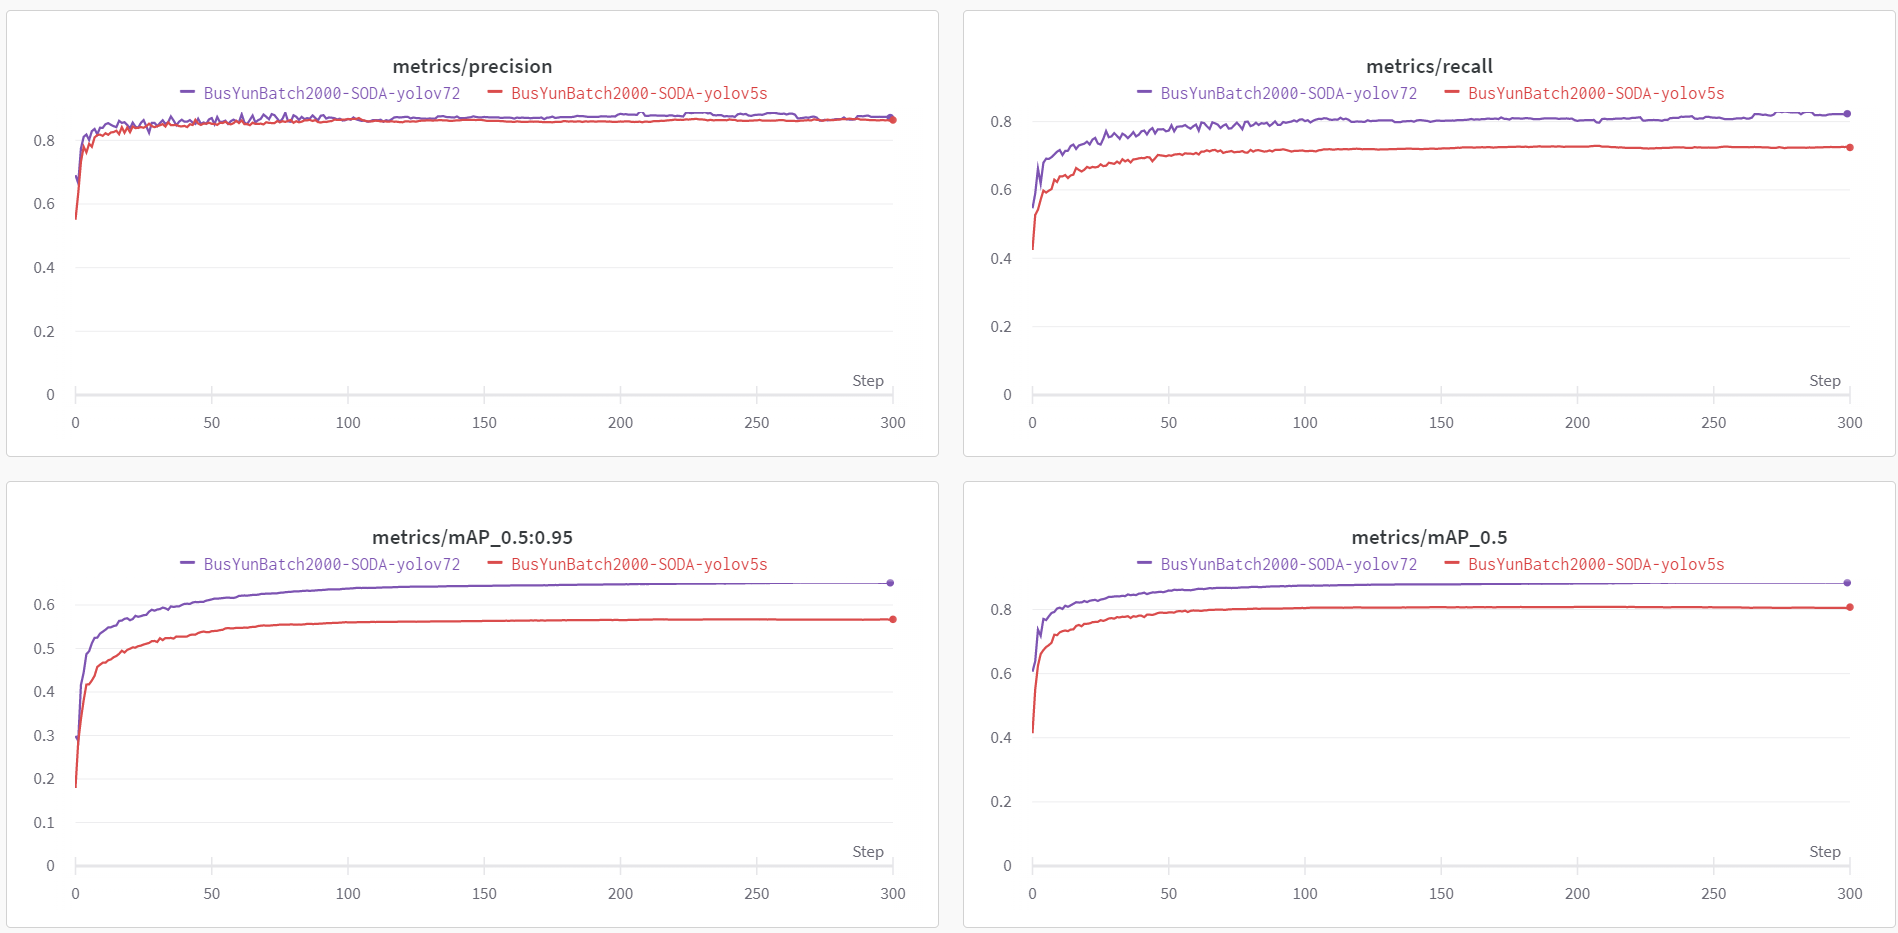 metrics/precision
BusYunBatch2000-SODA-yolov72 BusYunBatch2000-SODA-yolov5s
0.8
0.6
0.4
0.2
0
Step
0 50 100 150 200 250 300
metrics/recall
BusYunBatch2000-SODA-yolov72 BusYunBatch2000-SODA-yolov5s
0.8
0.6
0.4
0.2
0
Step
0 50 100 150 200 250 300
metrics/mAP_0.5:0.95
BusYunBatch2000-SODA-yolov72 BusYunBatch2000-SODA-yolov5s
0.6
0.5
0.4
0.3
0.2
0.1
0
Step
0 50 100 150 200 250 300
metrics/mAP_0.5
BusYunBatch2000-SODA-yolov72 BusYunBatch2000-SODA-yolov5s
0.8
0.6
0.4
0.2
0
Step
0 50 100 150 200 250 300